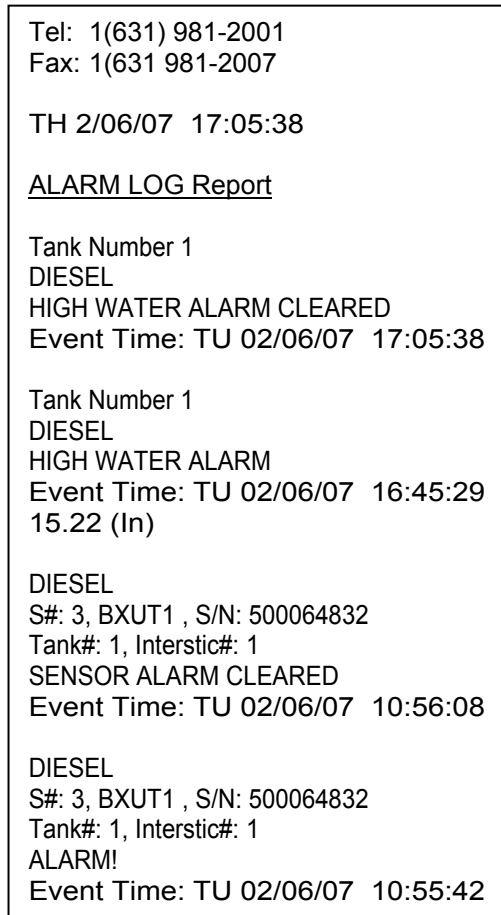 Tel: 1(631) 981-2001
Fax: 1(631 981-2007
TH 2/06/07 17:05:38
ALARM LOG Report
Tank Number 1
DIESEL
HIGH WATER ALARM CLEARED
Event Time: TU 02/06/07 17:05:38
Tank Number 1
DIESEL
HIGH WATER ALARM
Event Time: TU 02/06/07 16:45:29
15.22 (In)
DIESEL
S#: 3, BXUT1 , S/N: 500064832
Tank#: 1, Interstic#: 1
SENSOR ALARM CLEARED
Event Time: TU 02/06/07 10:56:08
DIESEL
S#: 3, BXUT1 , S/N: 500064832
Tank#: 1, Interstic#: 1
ALARM!
Event Time: TU 02/06/07 10:55:42